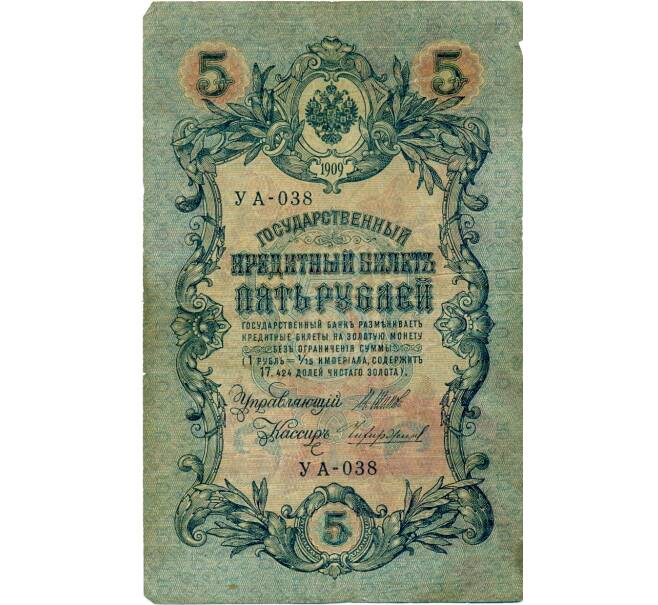 5 5
1909
УА-038
ГОСУДАРСТВЕННЫЙ
КРЕДИТНЫЙ БИЛЕТЪ
ПЯТЬ РУБЛЕЙ
ГОСУДАРСТВЕННЫЙ БАНКЪ РАЗМѢНИВАЕТЪ
КРЕДИТНЫЕ БИЛЕТЫ НА ЗОЛОТУЮ МОНЕТУ
БЕЗЪ ОГРАНИЧЕНІЯ СУММЫ
(1 РУБЛЬ = 1/15 ИМПЕРІАЛА, СОДЕРЖИТЪ
17,424 ДОЛЕЙ ЧИСТАГО ЗОЛОТА).
Управляющій
Кассиръ
УА-038
5